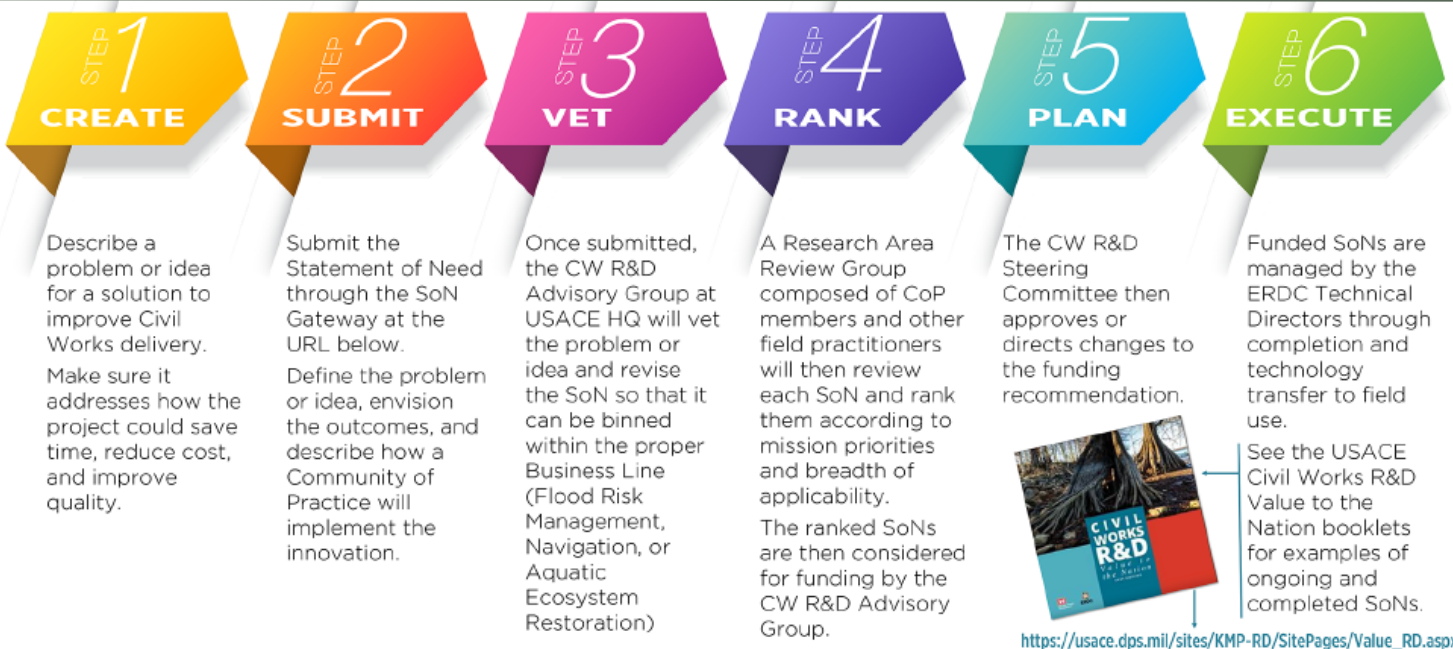 STEP 1
CREATE
Describe a
problem or idea
for a solution to
improve Civil
Works delivery.
Make sure it
addresses how the
project could save
time, reduce cost,
and improve
quality.
STEP 2
SUBMIT
Submit the
Statement of Need
through the SoN
Gateway at the
URL below.
Define the problem
or idea, envision
the outcomes, and
describe how a
Community of
Practice will
implement the
innovation.
STEP 3
VET
Once submitted,
the CW R&D
Advisory Group at
USACE HQ will vet
the problem or
idea and revise
the SoN so that it
can be binned
within the proper
Business Line
(Flood Risk
Management,
Navigation, or
Aquatic
Ecosystem
Restoration)
STEP 4
RANK
A Research Area
Review Group
composed of CoP
members and other
field practitioners
will then review
each SoN and rank
them according to
mission priorities
and breadth of
applicability.
The ranked SoNs
are then considered
for funding by the
CW R&D Advisory
Group.
STEP 5
PLAN
The CW R&D
Steering
Committee then
approves or
directs changes to
the funding
recommendation.
CIVIL
WORKS
R&D
Value to
the Nation
STEP 6
EXECUTE
Funded SoNs are
managed by the
ERDC Technical
Directors through
completion and
technology
transfer to field
use.
See the USACE
Civil Works R&D
Value to the
Nation booklets
for examples of
ongoing and
completed SoNs.
https://usace.dps.mil/sites/KMP-RD/SitePages/Value_RD.aspx